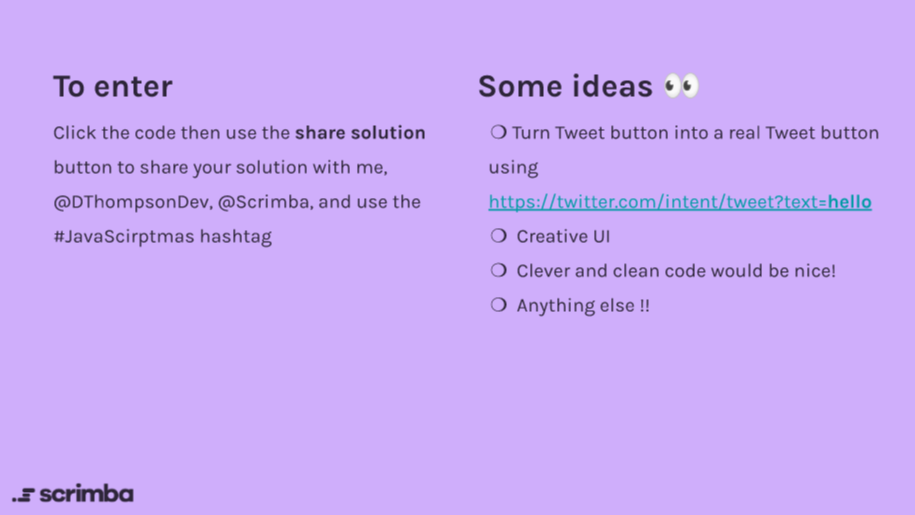 To enter
Click the code then use the share solution
button to share your solution with me,
@DThompsonDev, @Scrimba, and use the
#JavaScirptmas hashtag
Some ideas 👀
❍ Turn Tweet button into a real Tweet button
using
https://twitter.com/intent/tweet?text=hello
❍ Creative UI
❍ Clever and clean code would be nice!
❍ Anything else !!
scrimba